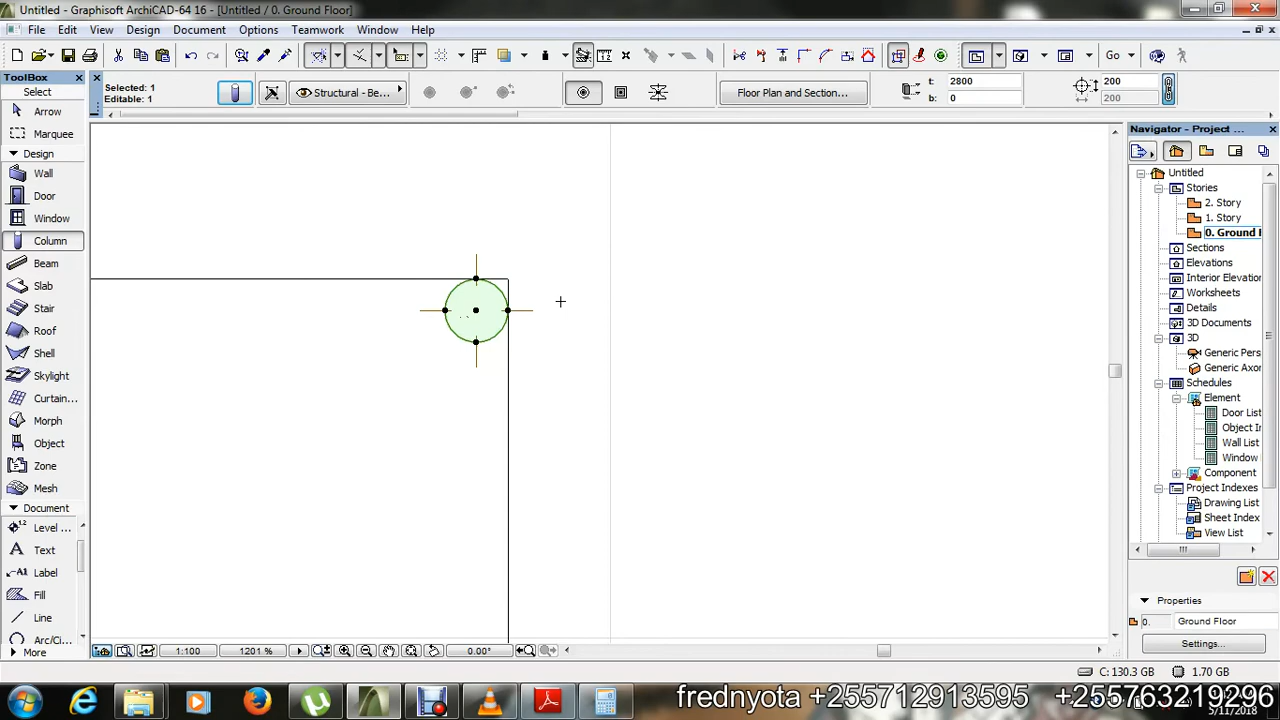 Untitled - Graphisoft ArchiCAD-64 16 - [Untitled / 0. Ground Floor]
File Edit View Design Document Options Teamwork Window Help
Go
ToolBox
Select
Arrow
Marquee
Design
Wall
Door
Window
Column
Beam
Slab
Stair
Roof
Shell
Skylight
Curtain...
Morph
Object
Zone
Mesh
Document
Level ...
Text
Label
Fill
Line
Arc/Ci...
More
Selected: 1
Editable: 1
Structural - Be...
Floor Plan and Section...
t: 2800
b: 0
200
200
Navigator - Project ...
Untitled
Stories
2. Story
1. Story
0. Ground F
Sections
Elevations
Interior Elevation
Worksheets
Details
3D Documents
3D
Generic Pers
Generic Axon
Schedules
Element
Door List
Object In
Wall List
Window
Component
Project Indexes
Drawing List
Sheet Index
View List
Properties
0. Ground Floor
Settings...
1:100
1201 %
0.00°
C: 130.3 GB
1.70 GB
frednyota +255712913595 +255763219296
5/11/2018